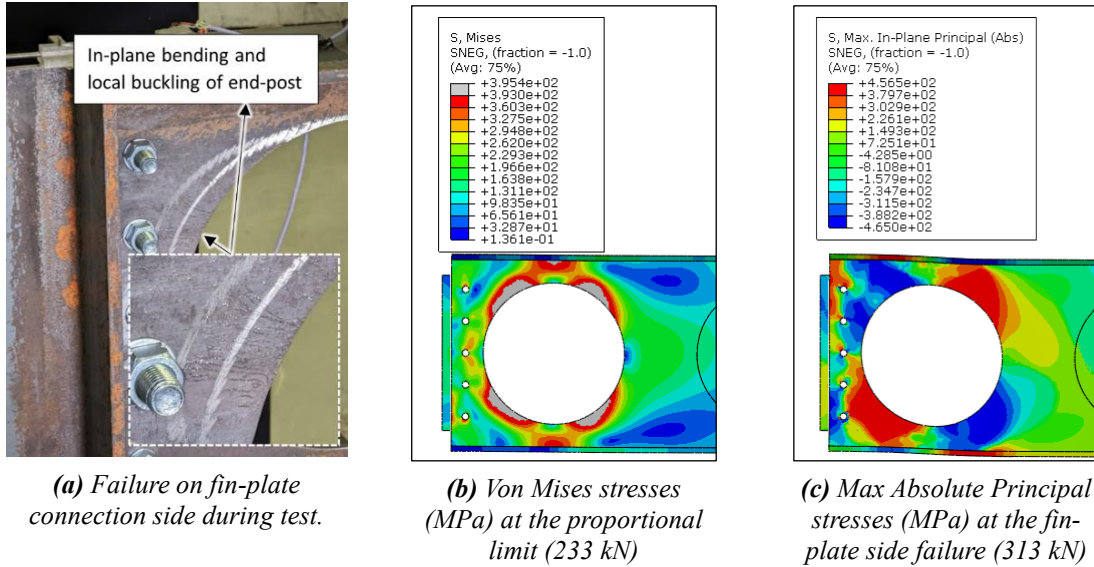 In-plane bending and
local buckling of end-post
S, Mises
SNEG, (fraction = -1.0)
(Avg: 75%)
+3.954e+02
+3.930e+02
+3.603e+02
+3.275e+02
+2.948e+02
+2.620e+02
+2.293e+02
+1.966e+02
+1.638e+02
+1.311e+02
+9.835e+01
+6.561e+01
+3.287e+01
+1.361e-01
S, Max. In-Plane Principal (Abs)
SNEG, (fraction = -1.0)
(Avg: 75%)
+4.565e+02
+3.797e+02
+3.029e+02
+2.261e+02
+1.493e+02
+7.251e+01
-4.285e+00
-8.108e+01
-1.579e+02
-2.347e+02
-3.115e+02
-3.882e+02
-4.650e+02
(a) Failure on fin-plate
connection side during test.
(b) Von Mises stresses
(MPa) at the proportional
limit (233 kN)
(c) Max Absolute Principal
stresses (MPa) at the fin-
plate side failure (313 kN)